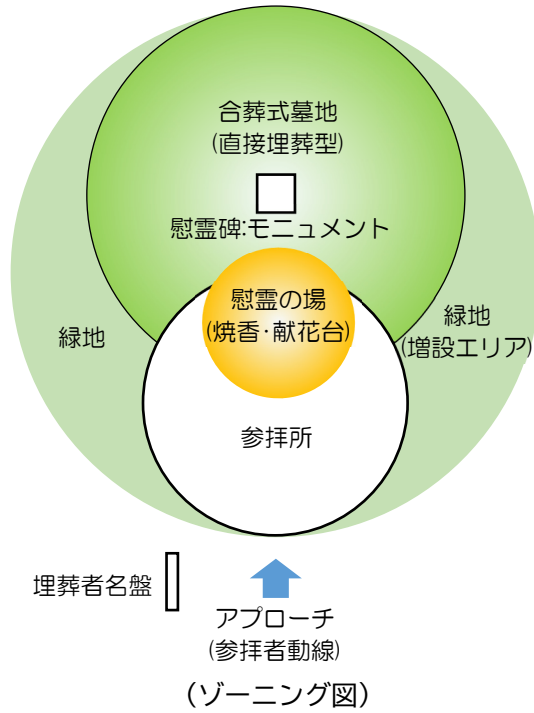 合葬式墓地
(直接埋葬型)
慰霊碑:モニュメント
慰霊の場
(焼香・献花台)
緑地
緑地
(増設エリア)
参拝所
埋葬者名盤
アプローチ
(参拝者動線)
(ゾーニング図)